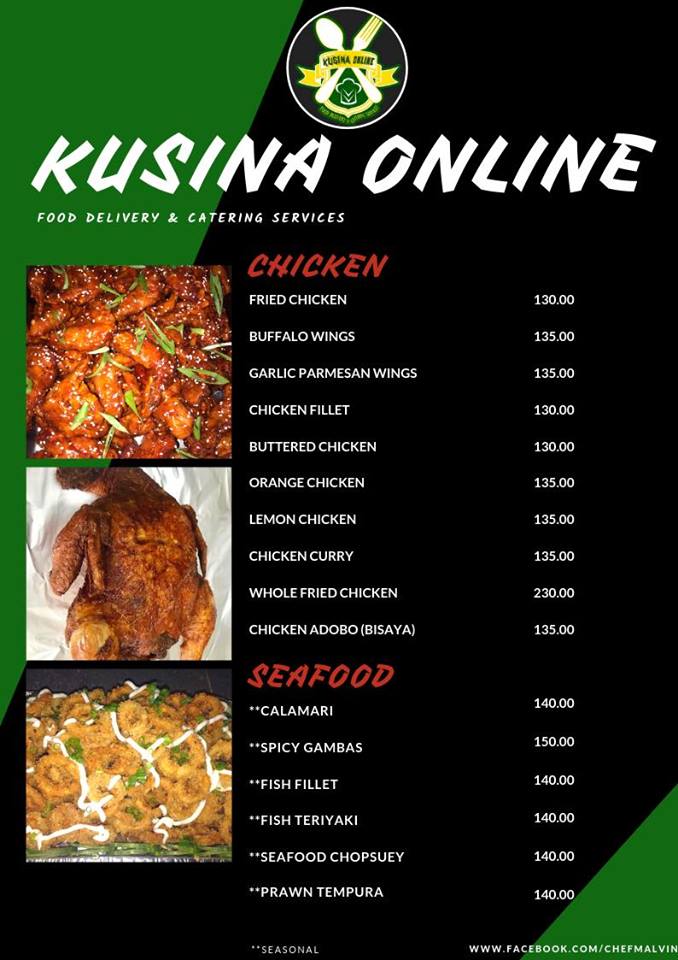 KUSINA ONLINE
KUSINA ONLINE
FOOD DELIVERY & CATERING SERVICES
CHICKEN
FRIED CHICKEN 130.00
BUFFALO WINGS 135.00
GARLIC PARMESAN WINGS 135.00
CHICKEN FILLET 130.00
BUTTERED CHICKEN 130.00
ORANGE CHICKEN 135.00
LEMON CHICKEN 135.00
CHICKEN CURRY 135.00
WHOLE FRIED CHICKEN 230.00
CHICKEN ADOBO (BISAYA) 135.00
SEAFOOD
**CALAMARI 140.00
**SPICY GAMBAS 150.00
**FISH FILLET 140.00
**FISH TERIYAKI 140.00
**SEAFOOD CHOPSUEY 140.00
**PRAWN TEMPURA 140.00
**SEASONAL WWW.FACEBOOK.COM/CHEFMALVIN